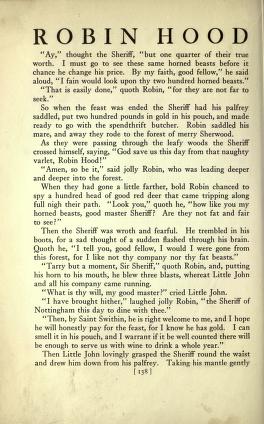 ROBIN HOOD
"Ay," thought the Sheriff, "but one quarter of their true
worth. I must go to see these same horned beasts before it
chance he change his price. By my faith, good fellow," he said
aloud, "I fain would look upon thy two hundred horned beasts."
"That is easily done," quoth Robin, "for they are not far to
seek."
So when the feast was ended the Sheriff had his palfrey
saddled, put two hundred pounds in gold in his pouch, and made
ready to go with the spendthrift butcher. Robin saddled his
mare, and away they rode to the forest of merry Sherwood.
As they were passing through the leafy woods the Sheriff
crossed himself, saying, "God save us this day from that naughty
varlet, Robin Hood!"
"Amen, so be it," said jolly Robin, who was leading deeper
and deeper into the forest.
When they had gone a little farther, bold Robin chanced to
spy a hundred head of good red deer that came tripping along
full nigh their path. "Look you," quoth he, "how like you my
horned beasts, good master Sheriff? Are they not fat and fair
to see?"
Then the Sheriff was wroth and fearful. He trembled in his
boots, for a sad thought of a sudden flashed through his brain.
Quoth he, "I tell you, good fellow, I would I were gone from
this forest, for I like not thy company nor thy fat beasts."
"Tarry but a moment, Sir Sheriff," quoth Robin, and, putting
his horn to his mouth, he blew three blasts, whereat Little John
and all his company came running.
"What is thy will, my good master?" cried Little John.
"I have brought hither," laughed jolly Robin, "the Sheriff of
Nottingham this day to dine with thee."
"Then, by Saint Swithin, he is right welcome to me, and I hope
he will honestly pay for the feast, for I know he has gold. I can
smell it in his pouch, and I warrant if it be well counted there will
be enough to serve us with wine to drink a whole year."
Then Little John lovingly grasped the Sheriff round the waist
and drew him down from his palfrey. Taking his mantle gently
[138]